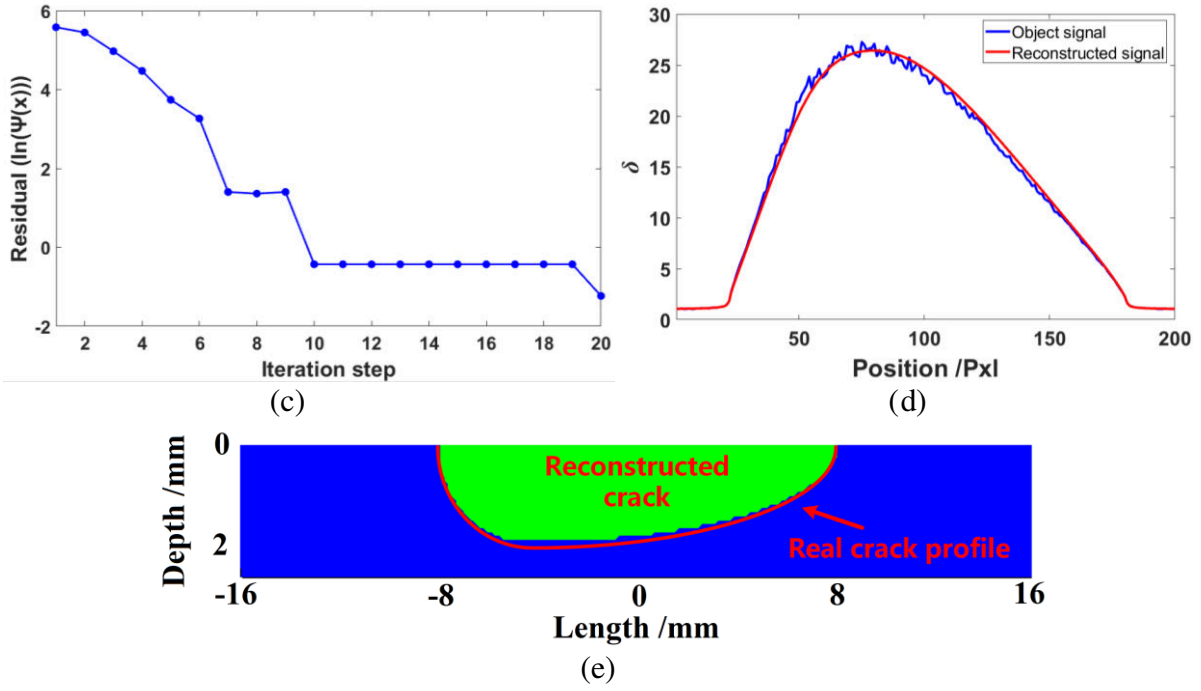 6
4
2
0
-2
Residual (ln(Ψ(x)))
2 4 6 8 10 12 14 16 18 20
Iteration step
(c)
30
25
20
15
10
5
0
δ
Object signal
Reconstructed signal
50 100 150 200
Position /Pxl
(d)
0
2
Depth /mm
Reconstructed
crack
Real crack profile
-16 -8 0 8 16
Length /mm
(e)